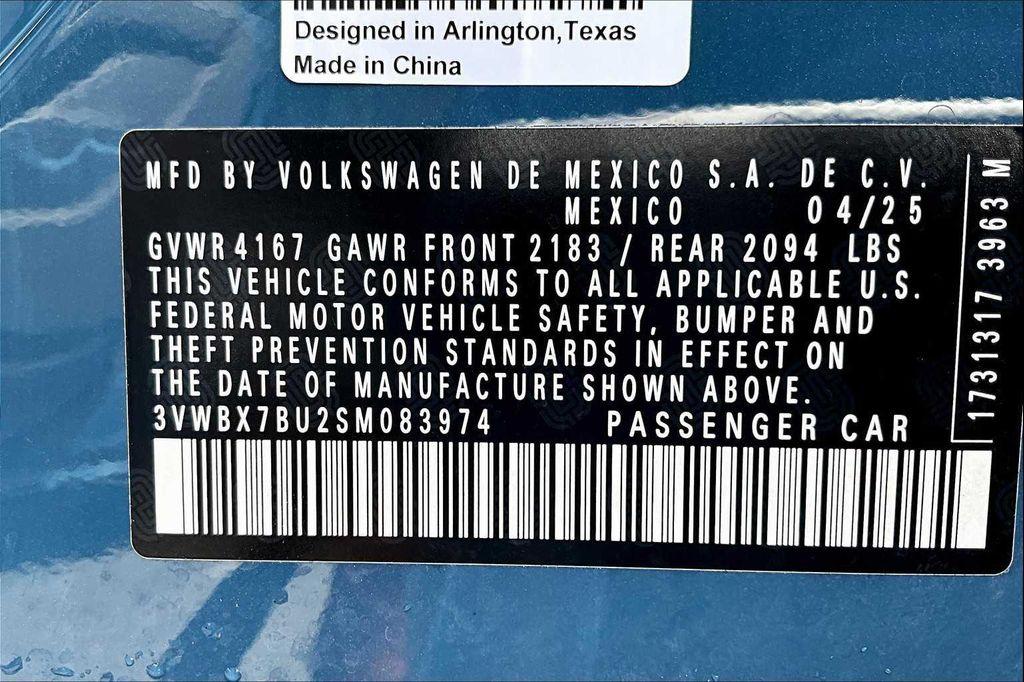 Designed in Arlington,Texas
Made in China
MFD BY VOLKSWAGEN DE MEXICO S.A. DE C.V.
MEXICO 04/25
GVWR 4167 GAWR FRONT 2183 / REAR 2094 LBS
THIS VEHICLE CONFORMS TO ALL APPLICABLE U.S.
FEDERAL MOTOR VEHICLE SAFETY, BUMPER AND
THEFT PREVENTION STANDARDS IN EFFECT ON
THE DATE OF MANUFACTURE SHOWN ABOVE.
3VWBX7BU2SM083974 PASSENGER CAR
1731317 3963 M